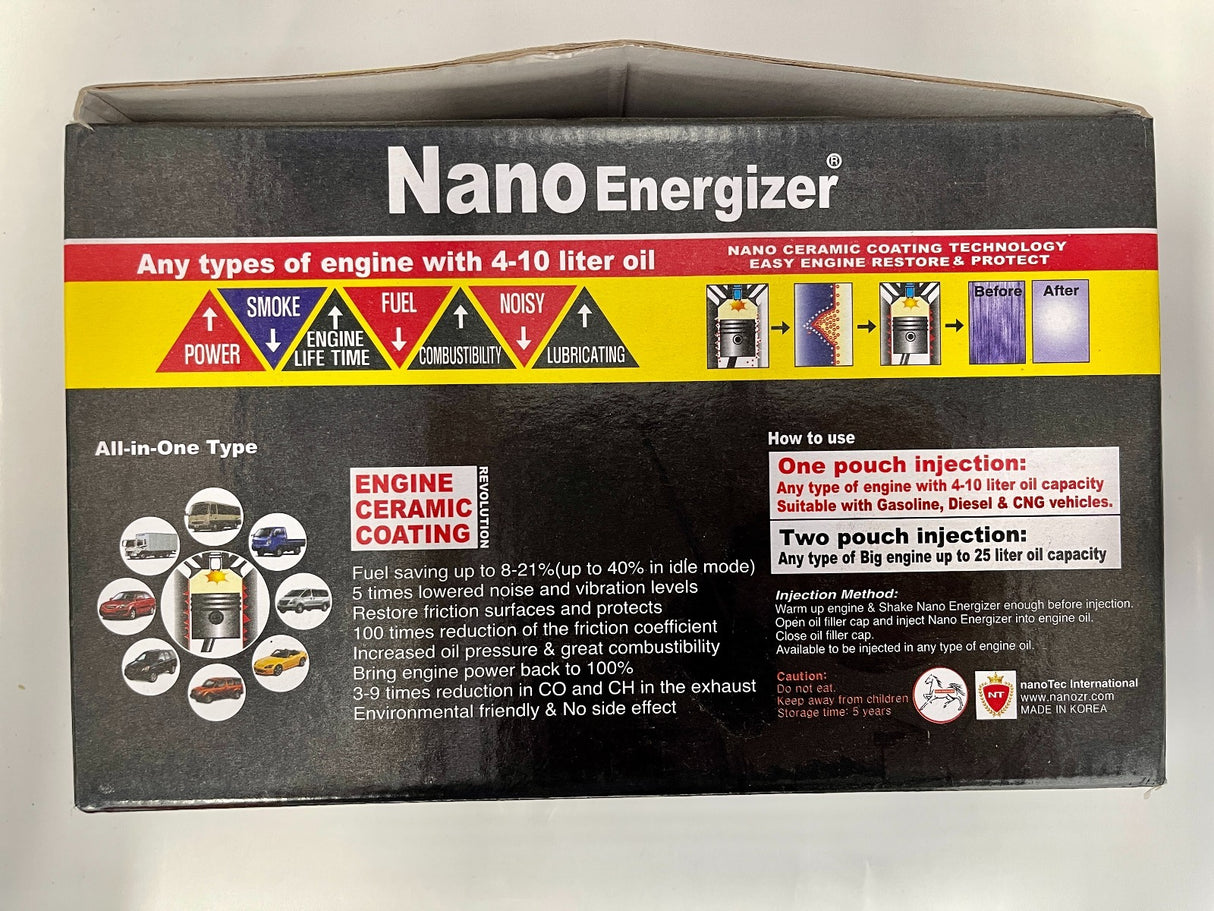 Nano Energizer®
Any types of engine with 4-10 liter oil
NANO CERAMIC COATING TECHNOLOGY
EASY ENGINE RESTORE & PROTECT
POWER
SMOKE
ENGINE
LIFE TIME
FUEL
COMBUSTIBILITY
NOISY
LUBRICATING
Before
After
All-in-One Type
ENGINE
CERAMIC
COATING
REVOLUTION
Fuel saving up to 8-21%(up to 40% in idle mode)
5 times lowered noise and vibration levels
Restore friction surfaces and protects
100 times reduction of the friction coefficient
Increased oil pressure & great combustibility
Bring engine power back to 100%
3-9 times reduction in CO and CH in the exhaust
Environmental friendly & No side effect
How to use
One pouch injection:
Any type of engine with 4-10 liter oil capacity
Suitable with Gasoline, Diesel & CNG vehicles.
Two pouch injection:
Any type of Big engine up to 25 liter oil capacity
Injection Method:
Warm up engine & Shake Nano Energizer enough before injection.
Open oil filler cap and inject Nano Energizer into engine oil.
Close oil filler cap.
Available to be injected in any type of engine oil.
Caution:
Do not eat.
Keep away from children
Storage time: 5 years
NT
nanoTec International
www.nanozr.com
MADE IN KOREA